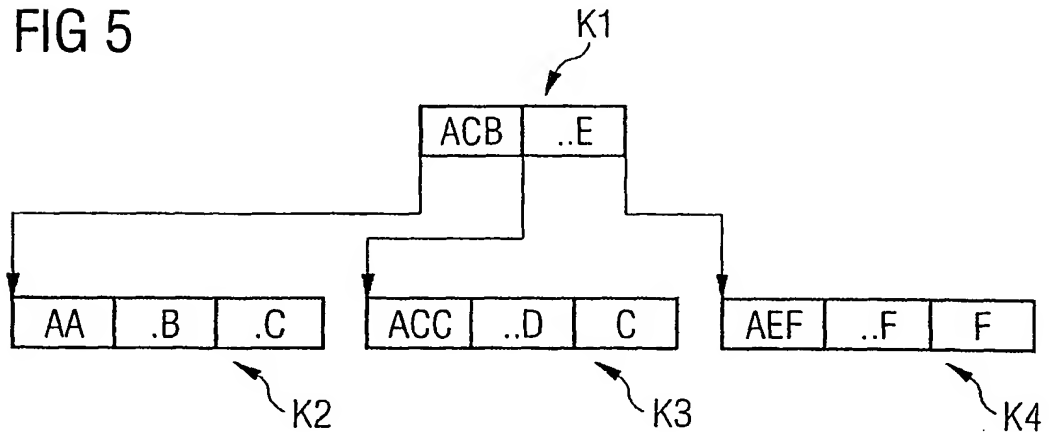 FIG 5
K1
ACB ..E
AA .B .C ACC ..D C AEF ..F F
K2 K3 K4